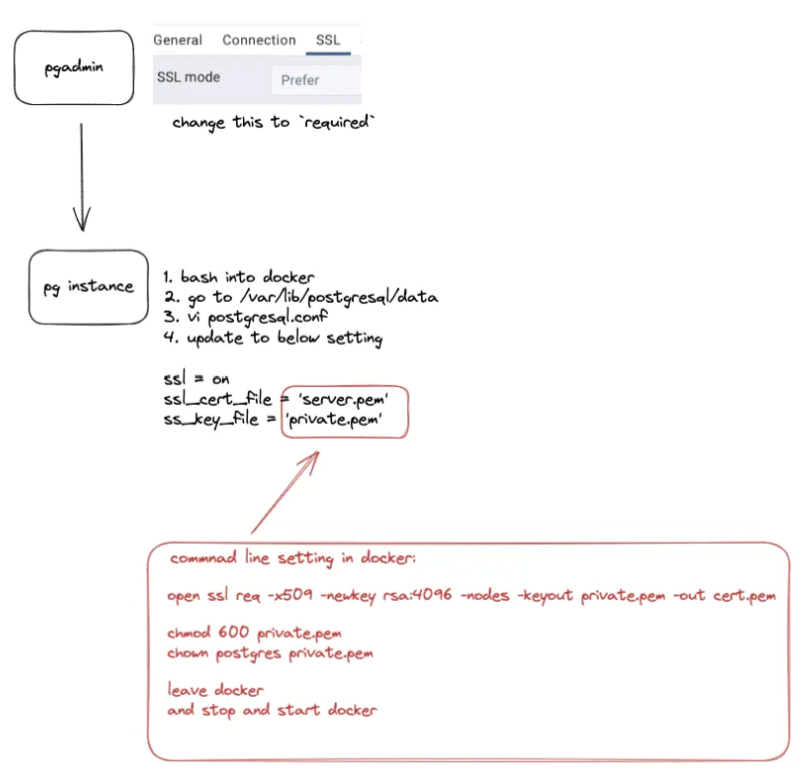 pgadmin
General Connection SSL
SSL mode Prefer
change this to `required`
pg instance
1. bash into docker
2. go to /var/lib/postgresql/data
3. vi postgresql.conf
4. update to below setting
ssl = on
ssl_cert_file = 'server.pem'
ss_key_file = 'private.pem'
commnad line setting in docker:
open ssl req -x509 -newkey rsa:4096 -nodes -keyout private.pem -out cert.pem
chmod 600 private.pem
chown postgres private.pem
leave docker
and stop and start docker